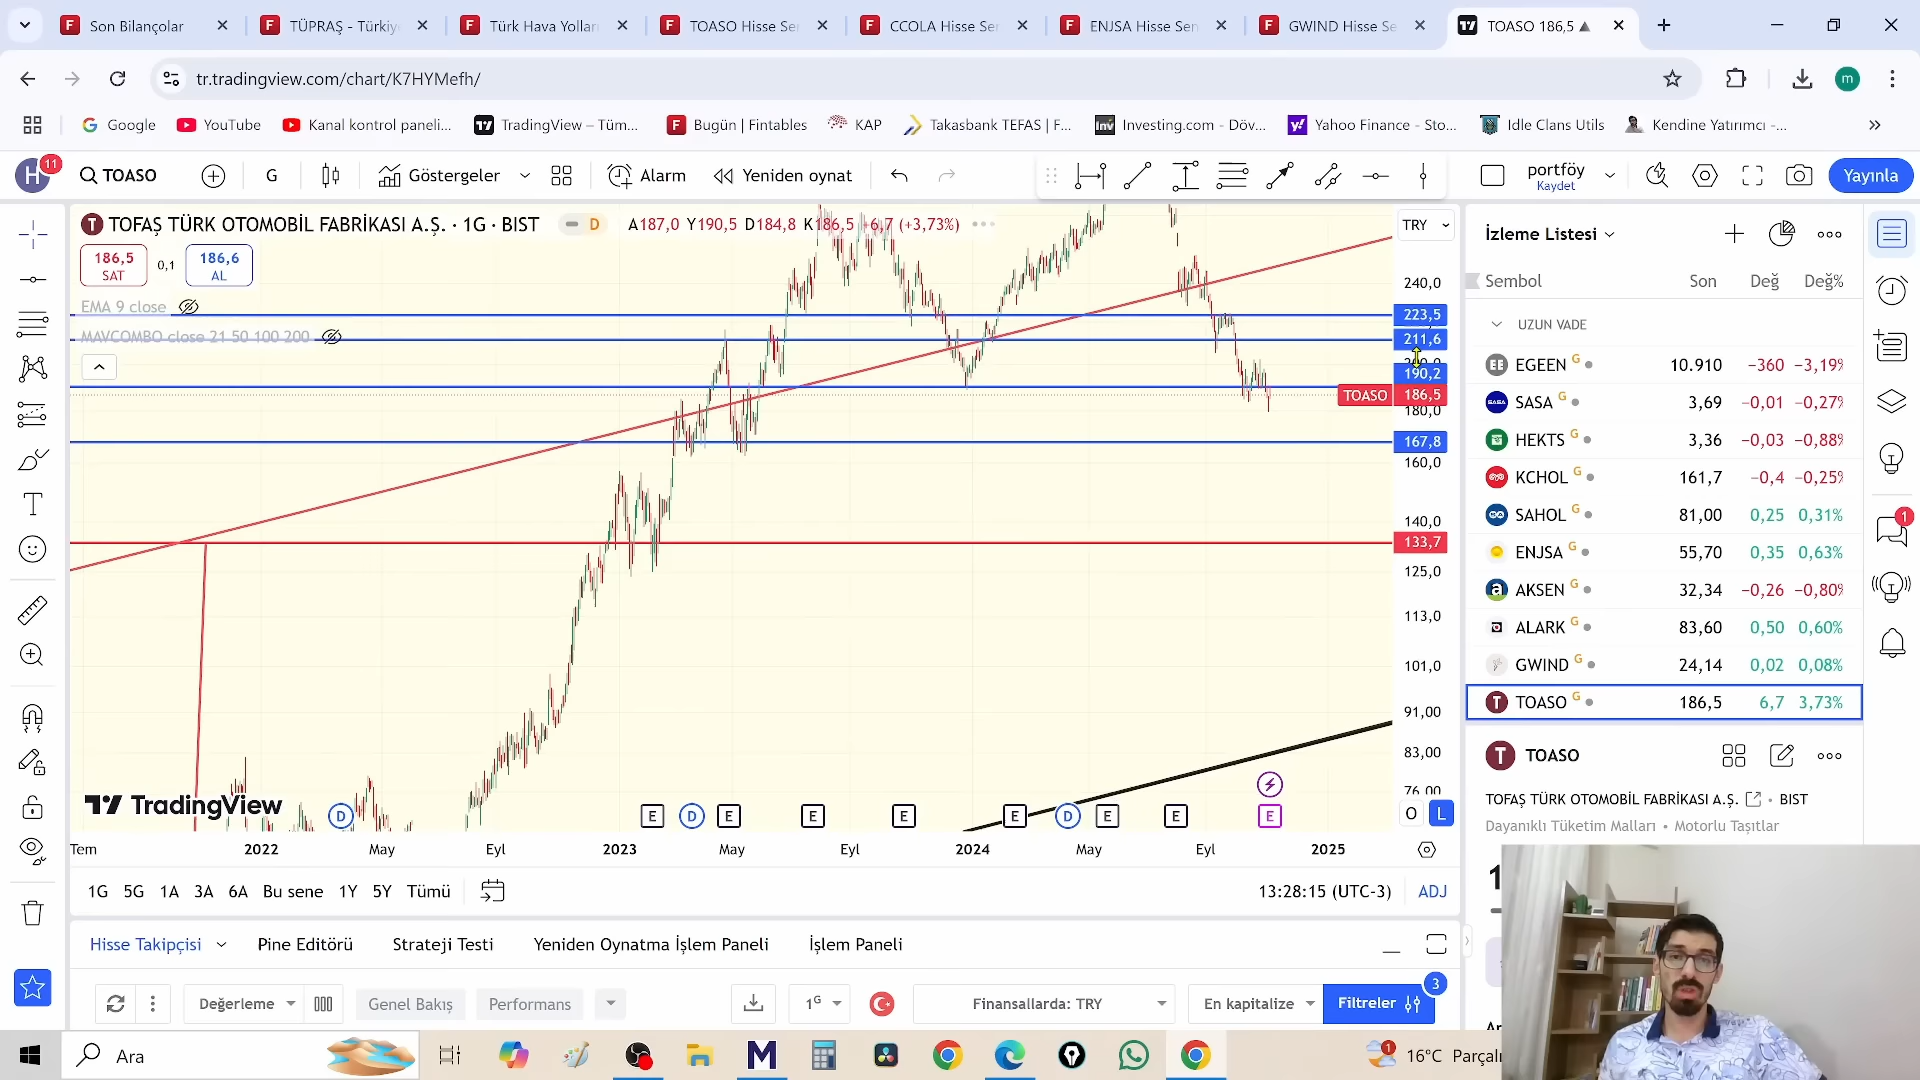 Son Bilançolar
TÜPRAŞ - Türkiy
Türk Hava Yolları
TOASO Hisse Sen
CCOLA Hisse Sen
ENJSA Hisse Sen
GWIND Hisse Se
TOASO 186,5 ▲
tr.tradingview.com/chart/K7HYMefh/
m
Google
YouTube
Kanal kontrol paneli...
TradingView – Tüm...
Bugün | Fintables
KAP
Takasbank TEFAS | F...
Investing.com - Döv...
Yahoo Finance - Sto...
Idle Clans Utils
Kendine Yatırımcı -...
H 11
TOASO
G
Göstergeler
Alarm
Yeniden oynat
portföy
Kaydet
Yayınla
TOFAŞ TÜRK OTOMOBİL FABRİKASI A.Ş. · 1G · BIST
D
A187,0 Y190,5 D184,8 K186,5 +6,7 (+3,73%)
TRY
186,5
SAT
0,1
186,6
AL
EMA 9 close
MAVCOMBO close 21 50 100 200
240,0
223,5
211,6
190,2
TOASO 186,5
180,0
167,8
160,0
140,0
133,7
125,0
113,0
101,0
91,00
83,00
76,00
TradingView
D E D E E E E D E E E
O L
Tem 2022 May Eyl 2023 May Eyl 2024 May Eyl 2025
1G 5G 1A 3A 6A Bu sene 1Y 5Y Tümü
13:28:15 (UTC-3) ADJ
Hisse Takipçisi
Pine Editörü
Strateji Testi
Yeniden Oynatma İşlem Paneli
İşlem Paneli
Değerleme
Genel Bakış
Performans
1G
Finansallarda: TRY
En kapitalize
Filtreler
3
İzleme Listesi
Sembol Son Değ Değ%
UZUN VADE
EGEEN G 10.910 −360 −3,19%
SASA G 3,69 −0,01 −0,27%
HEKTS G 3,36 −0,03 −0,88%
KCHOL G 161,7 −0,4 −0,25%
SAHOL G 81,00 0,25 0,31%
ENJSA G 55,70 0,35 0,63%
AKSEN G 32,34 −0,26 −0,80%
ALARK G 83,60 0,50 0,60%
GWIND G 24,14 0,02 0,08%
TOASO G 186,5 6,7 3,73%
1
T TOASO
TOFAŞ TÜRK OTOMOBİL FABRİKASI A.Ş. • BIST
Dayanıklı Tüketim Malları • Motorlu Taşıtlar
Ara
1
16°C Parçalı